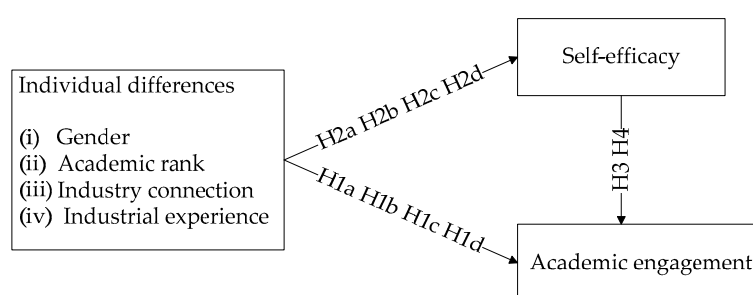 Individual differences
(i) Gender
(ii) Academic rank
(iii) Industry connection
(iv) Industrial experience
H2a H2b H2c H2d
H1a H1b H1c H1d
Self-efficacy
H3 H4
Academic engagement